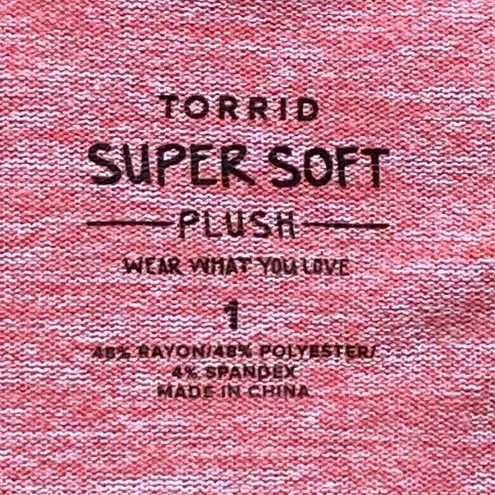 TORRID
SUPER SOFT
PLUSH
WEAR WHAT YOU LOVE
1
48% RAYON/48% POLYESTER/
4% SPANDEX
MADE IN CHINA